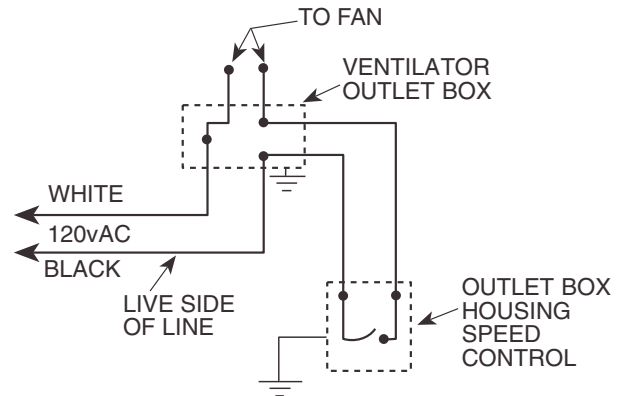 TO FAN
VENTILATOR
OUTLET BOX
WHITE
120vAC
BLACK
LIVE SIDE
OF LINE
OUTLET BOX
HOUSING
SPEED
CONTROL